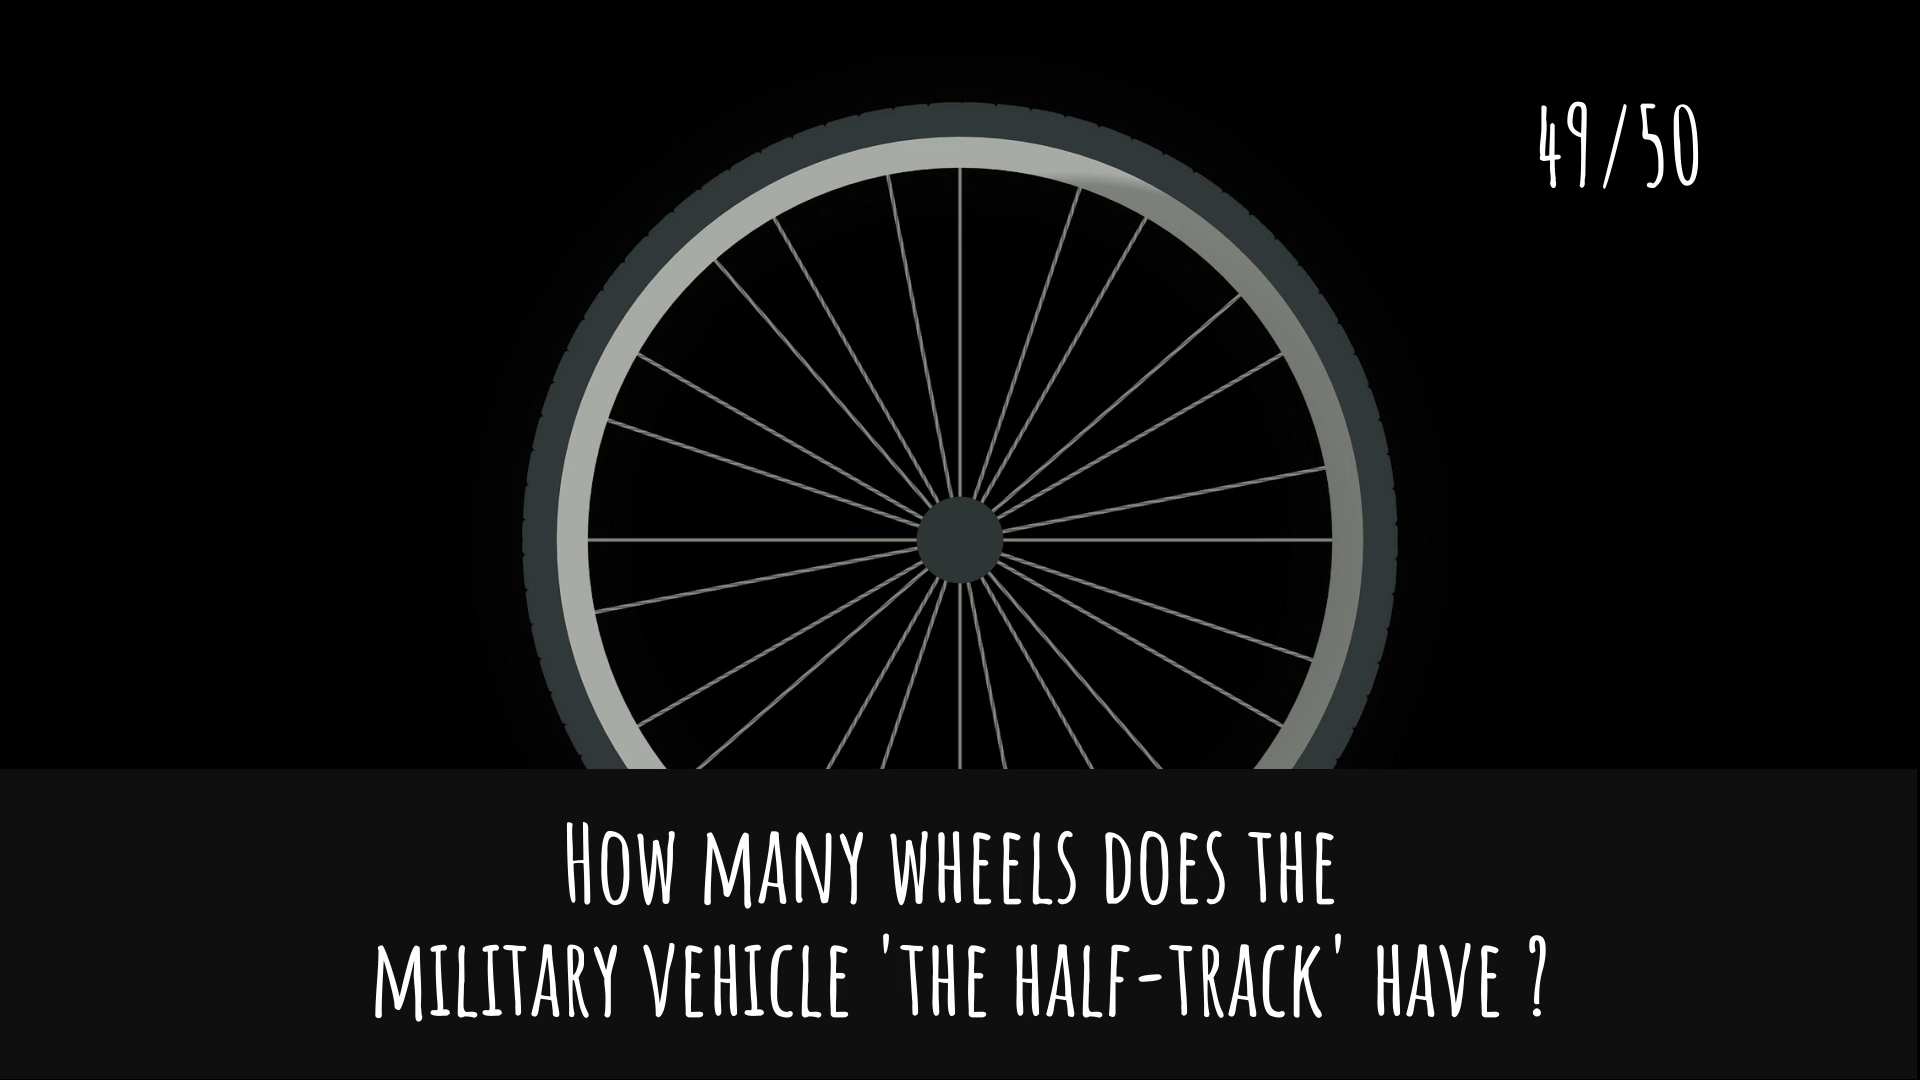 49/50
How many wheels does the
military vehicle 'the half-track' have ?